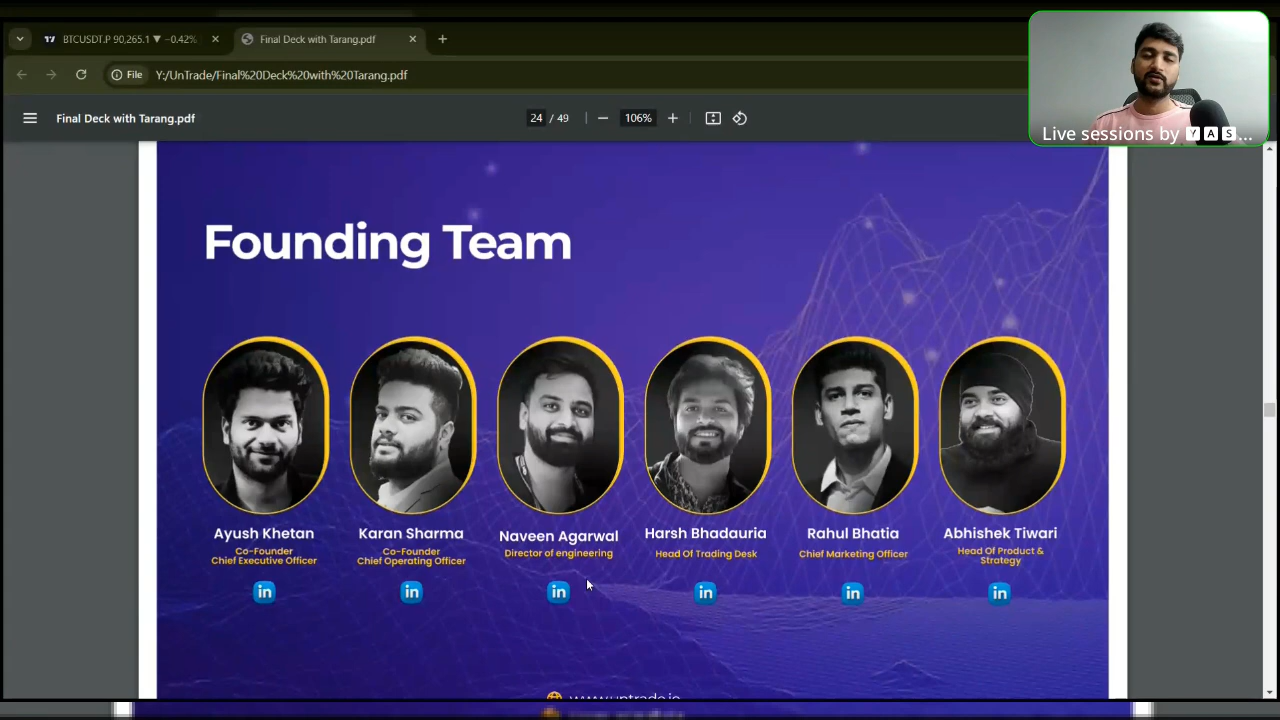 BTCUSDT.P 90,265.1 ▼ −0.42%
Final Deck with Tarang.pdf
File
Y:/UnTrade/Final%20Deck%20with%20Tarang.pdf
Final Deck with Tarang.pdf
24 / 49
106%
Live sessions by 🆈🅰🆂...
Founding Team
Ayush Khetan
Co-Founder
Chief Executive Officer
in
Karan Sharma
Co-Founder
Chief Operating Officer
in
Naveen Agarwal
Director of engineering
in
Harsh Bhadauria
Head Of Trading Desk
in
Rahul Bhatia
Chief Marketing Officer
in
Abhishek Tiwari
Head Of Product &
Strategy
in
www.untrade.io